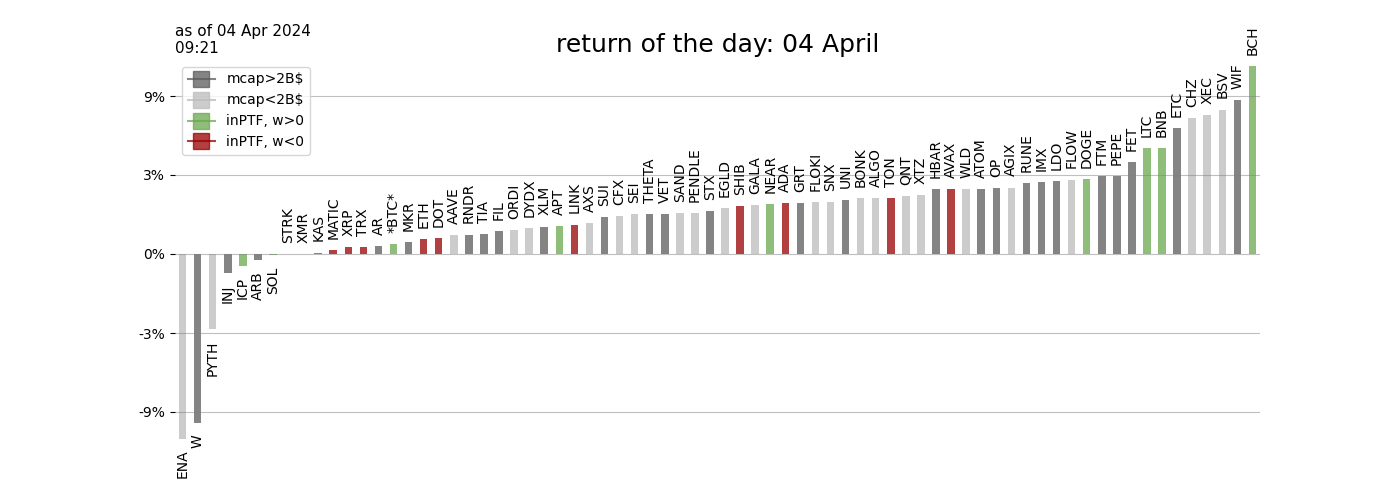 as of 04 Apr 2024
09:21
return of the day: 04 April
mcap>2B$
mcap<2B$
inPTF, w>0
inPTF, w<0
9%
3%
0%
-3%
-9%
ENA
W
PYTH
INJ
ICP
ARB
SOL
STRK
XMR
KAS
MATIC
XRP
TRX
AR
*BTC*
MKR
ETH
DOT
AAVE
RNDR
TIA
FIL
ORDI
DYDX
XLM
APT
LINK
AXS
SUI
CFX
SEI
THETA
VET
SAND
PENDLE
STX
EGLD
SHIB
GALA
NEAR
ADA
GRT
FLOKI
SNX
UNI
BONK
ALGO
TON
QNT
XTZ
HBAR
AVAX
WLD
ATOM
OP
AGIX
RUNE
IMX
LDO
FLOW
DOGE
FTM
PEPE
FET
LTC
BNB
ETC
CHZ
XEC
BSV
WIF
BCH